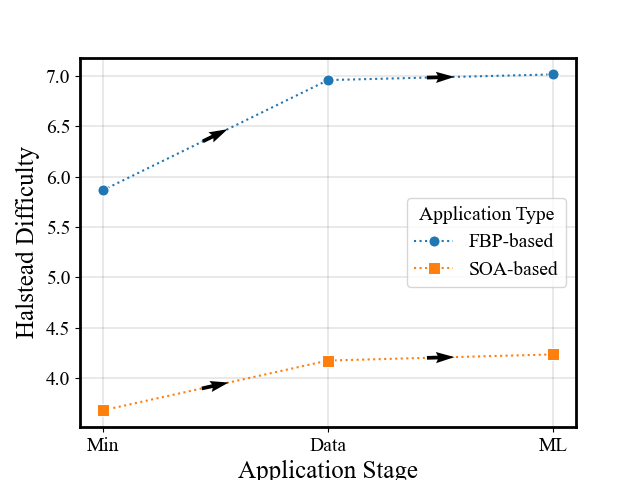 Halstead Difficulty
7.0
6.5
6.0
5.5
5.0
4.5
4.0
Application Type
FBP-based
SOA-based
Min Data ML
Application Stage